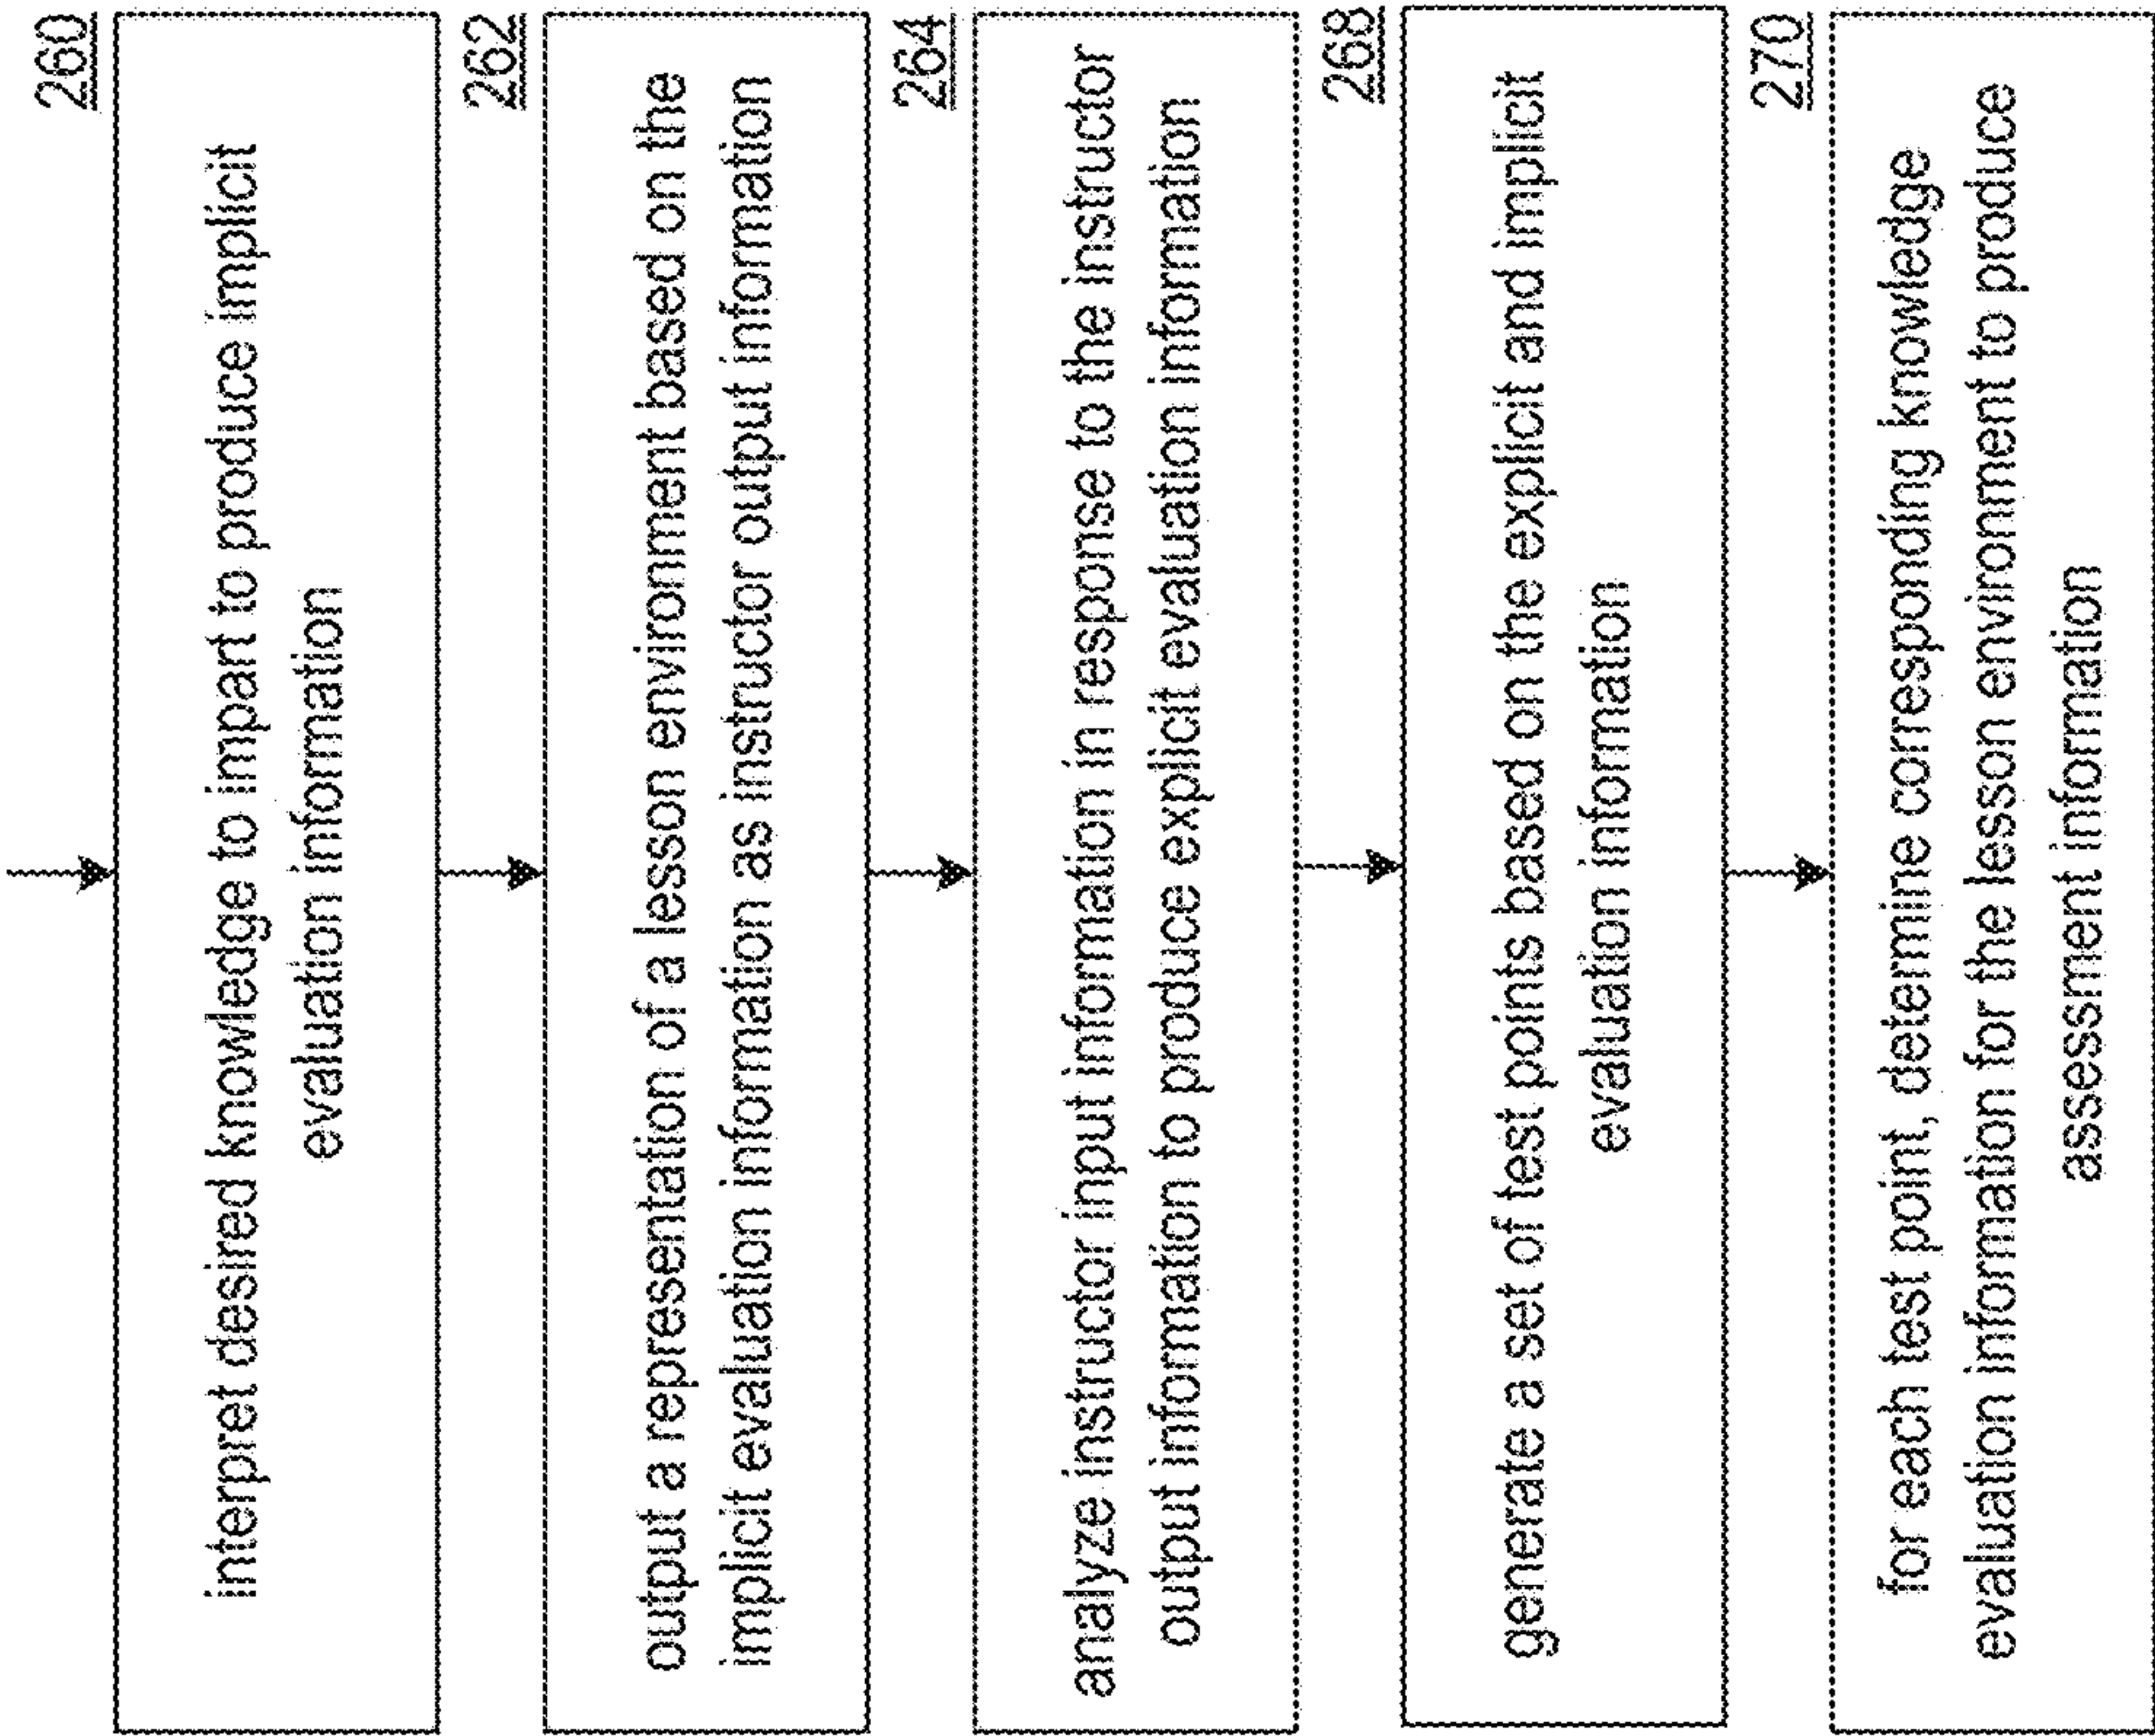 260
interpret desired knowledge to impart to produce implicit
evaluation information
262
output a representation of a lesson environment based on the
implicit evaluation information as instructor output information
264
analyze instructor input information in response to the instructor
output information to produce explicit evaluation information
268
generate a set of test points based on the explicit and implicit
evaluation information
270
for each test point, determine corresponding knowledge
evaluation information for the lesson environment to produce
assessment information